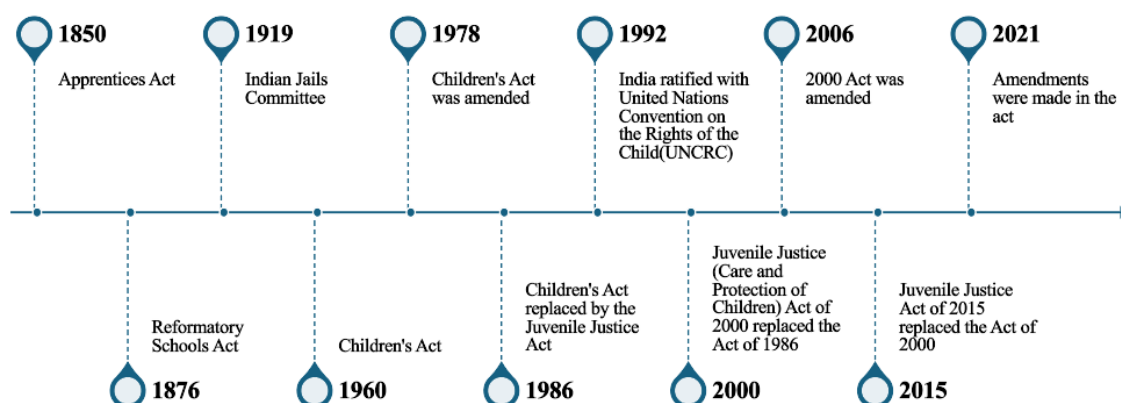 1850
Apprentices Act
1919
Indian Jails
Committee
1978
Children's Act
was amended
1992
India ratified with
United Nations
Convention on
the Rights of the
Child(UNCRC)
2006
2000 Act was
amended
2021
Amendments
were made in the
act
Reformatory
Schools Act
1876
Children's Act
1960
Children's Act
replaced by the
Juvenile Justice
Act
1986
Juvenile Justice
(Care and
Protection of
Children) Act of
2000 replaced the
Act of 1986
2000
Juvenile Justice
Act of 2015
replaced the Act of
2000
2015